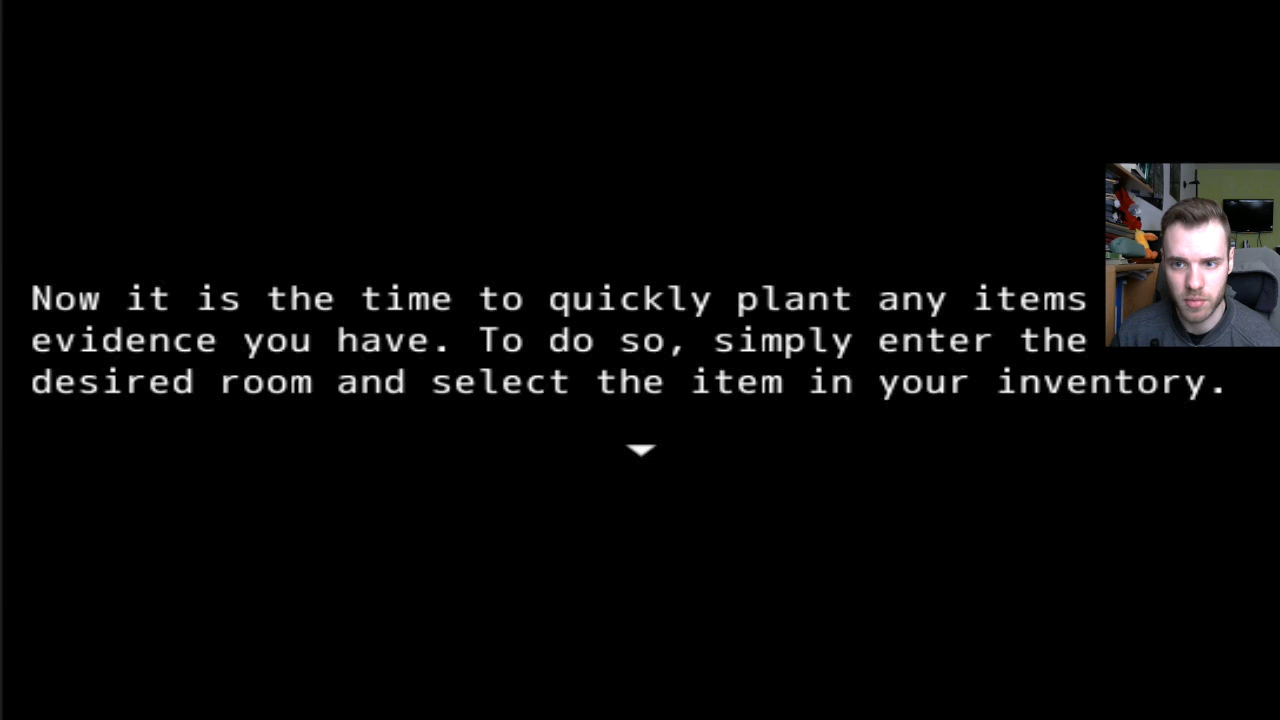 Now it is the time to quickly plant any items
evidence you have. To do so, simply enter the
desired room and select the item in your inventory.